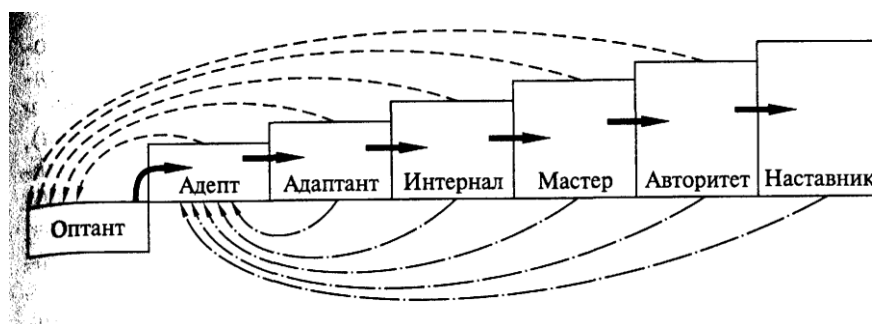 Оптант
Адепт
Адаптант
Интернал
Мастер
Авторитет
Наставник